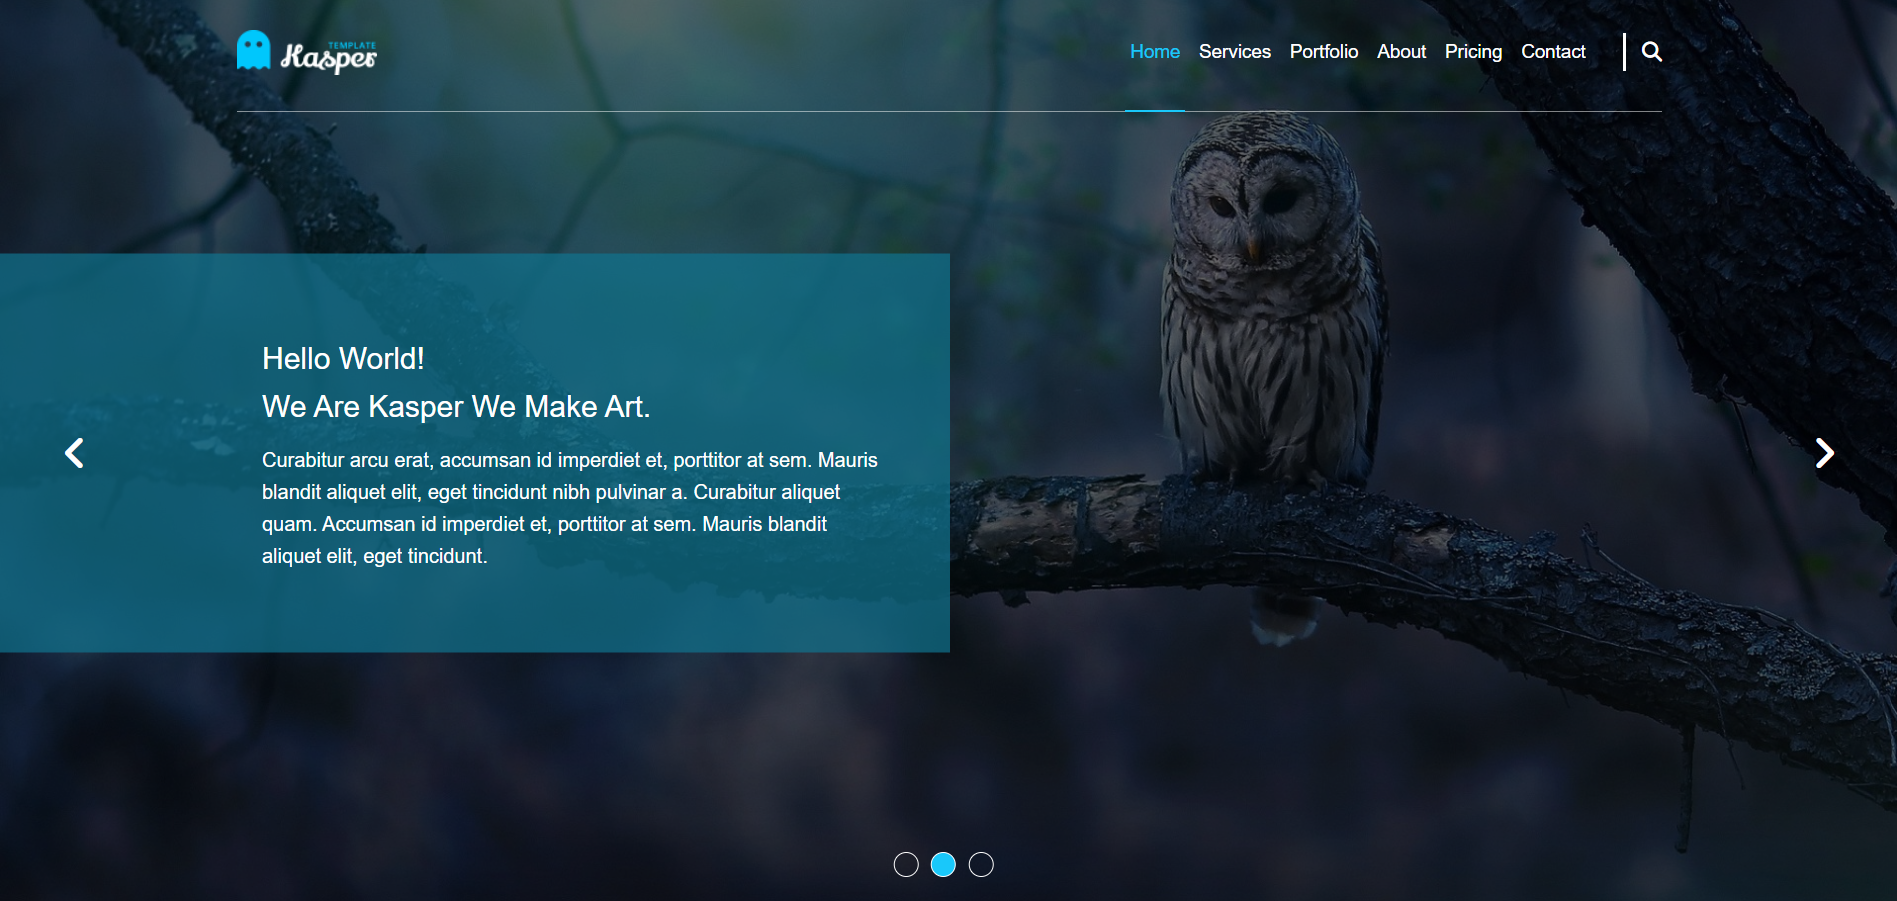 TEMPLATE
Kasper
Home Services Portfolio About Pricing Contact
Hello World!
We Are Kasper We Make Art.
Curabitur arcu erat, accumsan id imperdiet et, porttitor at sem. Mauris
blandit aliquet elit, eget tincidunt nibh pulvinar a. Curabitur aliquet
quam. Accumsan id imperdiet et, porttitor at sem. Mauris blandit
aliquet elit, eget tincidunt.